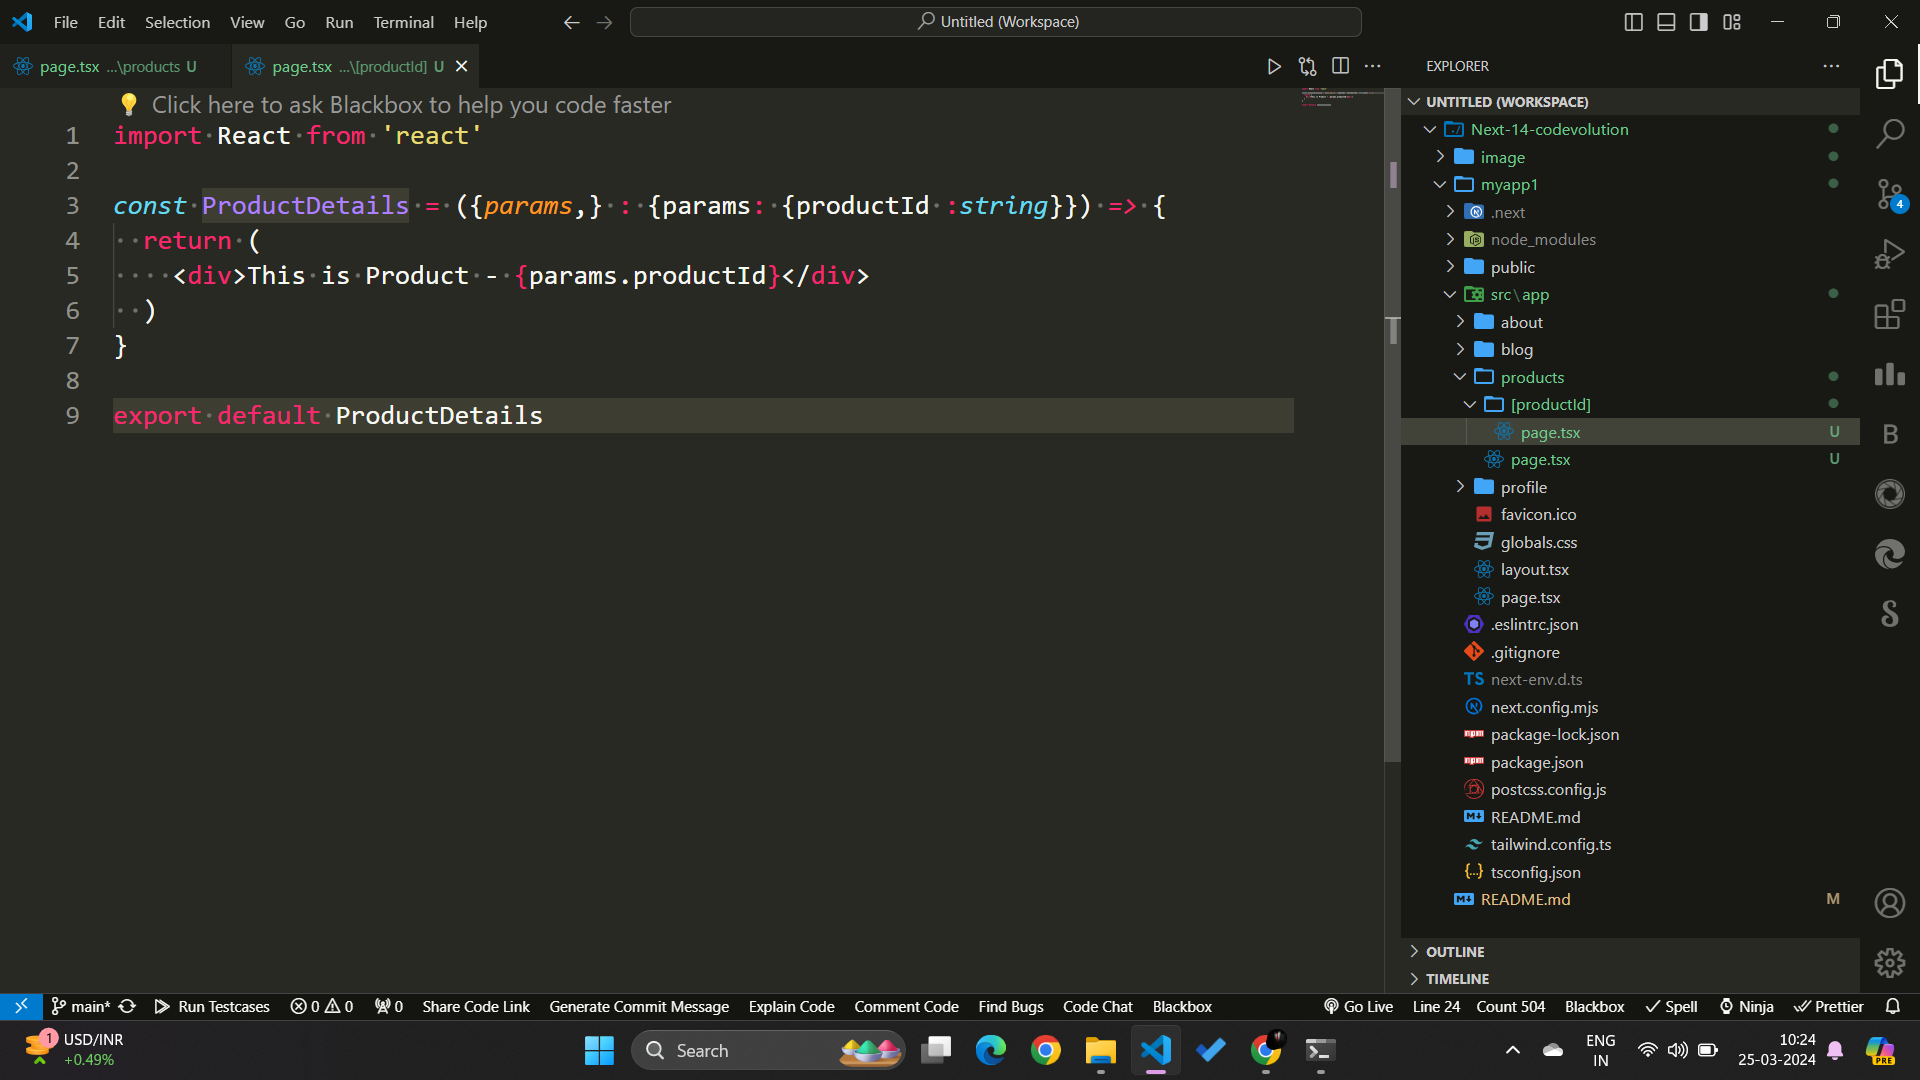 File Edit Selection View Go Run Terminal Help
Untitled (Workspace)
page.tsx ...\products U
page.tsx ...\[productId] U
Click here to ask Blackbox to help you code faster
1 import React from 'react'
2
3 const ProductDetails = ({params,} : {params: {productId :string}}) => {
4 return (
5 <div>This is Product - {params.productId}</div>
6 )
7 }
8
9 export default ProductDetails
EXPLORER
UNTITLED (WORKSPACE)
Next-14-codevolution
image
myapp1
.next
node_modules
public
src\app
about
blog
products
[productId]
page.tsx U
page.tsx U
profile
favicon.ico
globals.css
layout.tsx
page.tsx
.eslintrc.json
.gitignore
TS next-env.d.ts
next.config.mjs
package-lock.json
package.json
postcss.config.js
README.md
tailwind.config.ts
{..} tsconfig.json
README.md M
OUTLINE
TIMELINE
4
B
main* Run Testcases 0 0 0 Share Code Link Generate Commit Message Explain Code Comment Code Find Bugs Code Chat Blackbox Go Live Line 24 Count 504 Blackbox Spell Ninja Prettier
1 USD/INR
+0.49%
Search
ENG
IN
10:24
25-03-2024
PRE